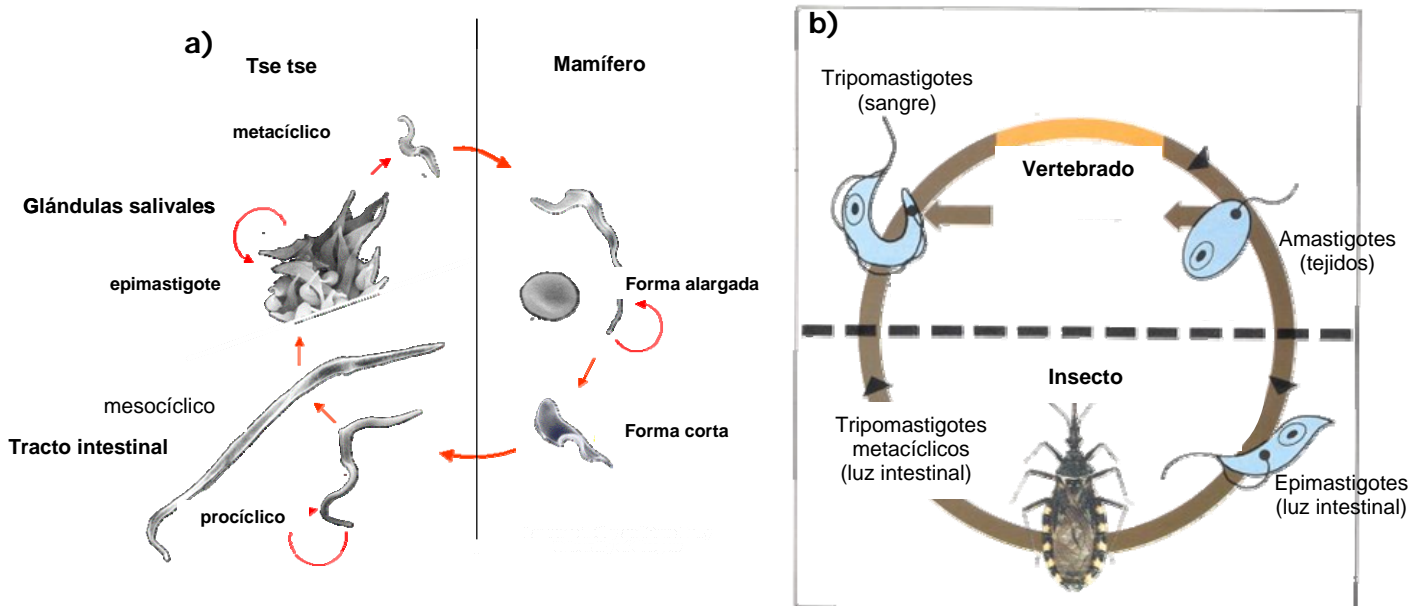 a)
Tse tse
Mamífero
metacíclico
Glándulas salivales
epimastigote
Forma alargada
mesocíclico
Tracto intestinal
Forma corta
procíclico
b)
Tripomastigotes
(sangre)
Vertebrado
Amastigotes
(tejidos)
Insecto
Tripomastigotes
metacíclicos
(luz intestinal)
Epimastigotes
(luz intestinal)